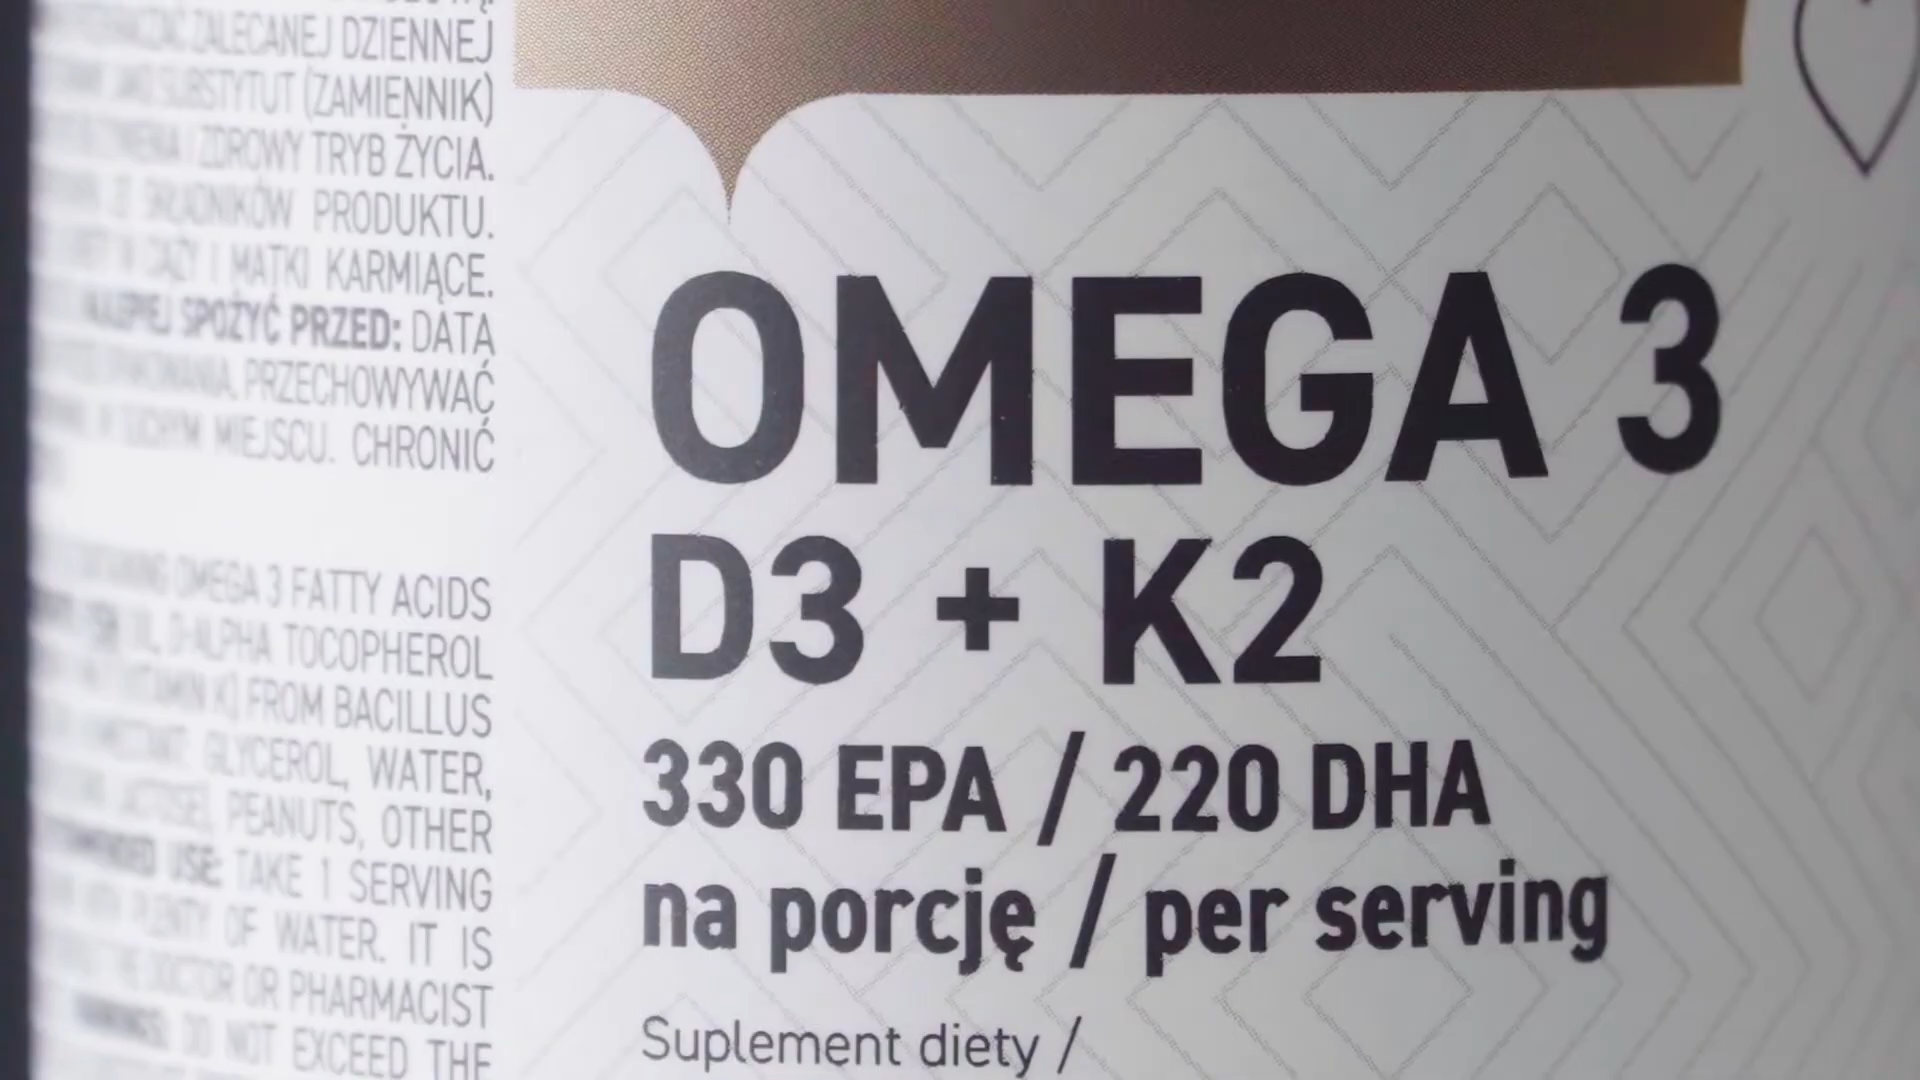 ZALECANEJ DZIENNEJ
SUBSTYTUT (ZAMIENNIK)
I ZDROWY TRYB ŻYCIA.
SKŁADNIKÓW PRODUKTU.
I MATKI KARMIĄCE.
SPOŻYĆ PRZED: DATA
PRZECHOWYWAĆ
MIEJSCU. CHRONIĆ
OMEGA 3 FATTY ACIDS
D-ALPHA TOCOPHEROL
FROM BACILLUS
GLYCEROL, WATER,
PEANUTS, OTHER
USE: TAKE 1 SERVING
PLENTY OF WATER. IT IS
DOCTOR OR PHARMACIST
DO NOT EXCEED THE
OMEGA 3
D3 + K2
330 EPA / 220 DHA
na porcję / per serving
Suplement diety /